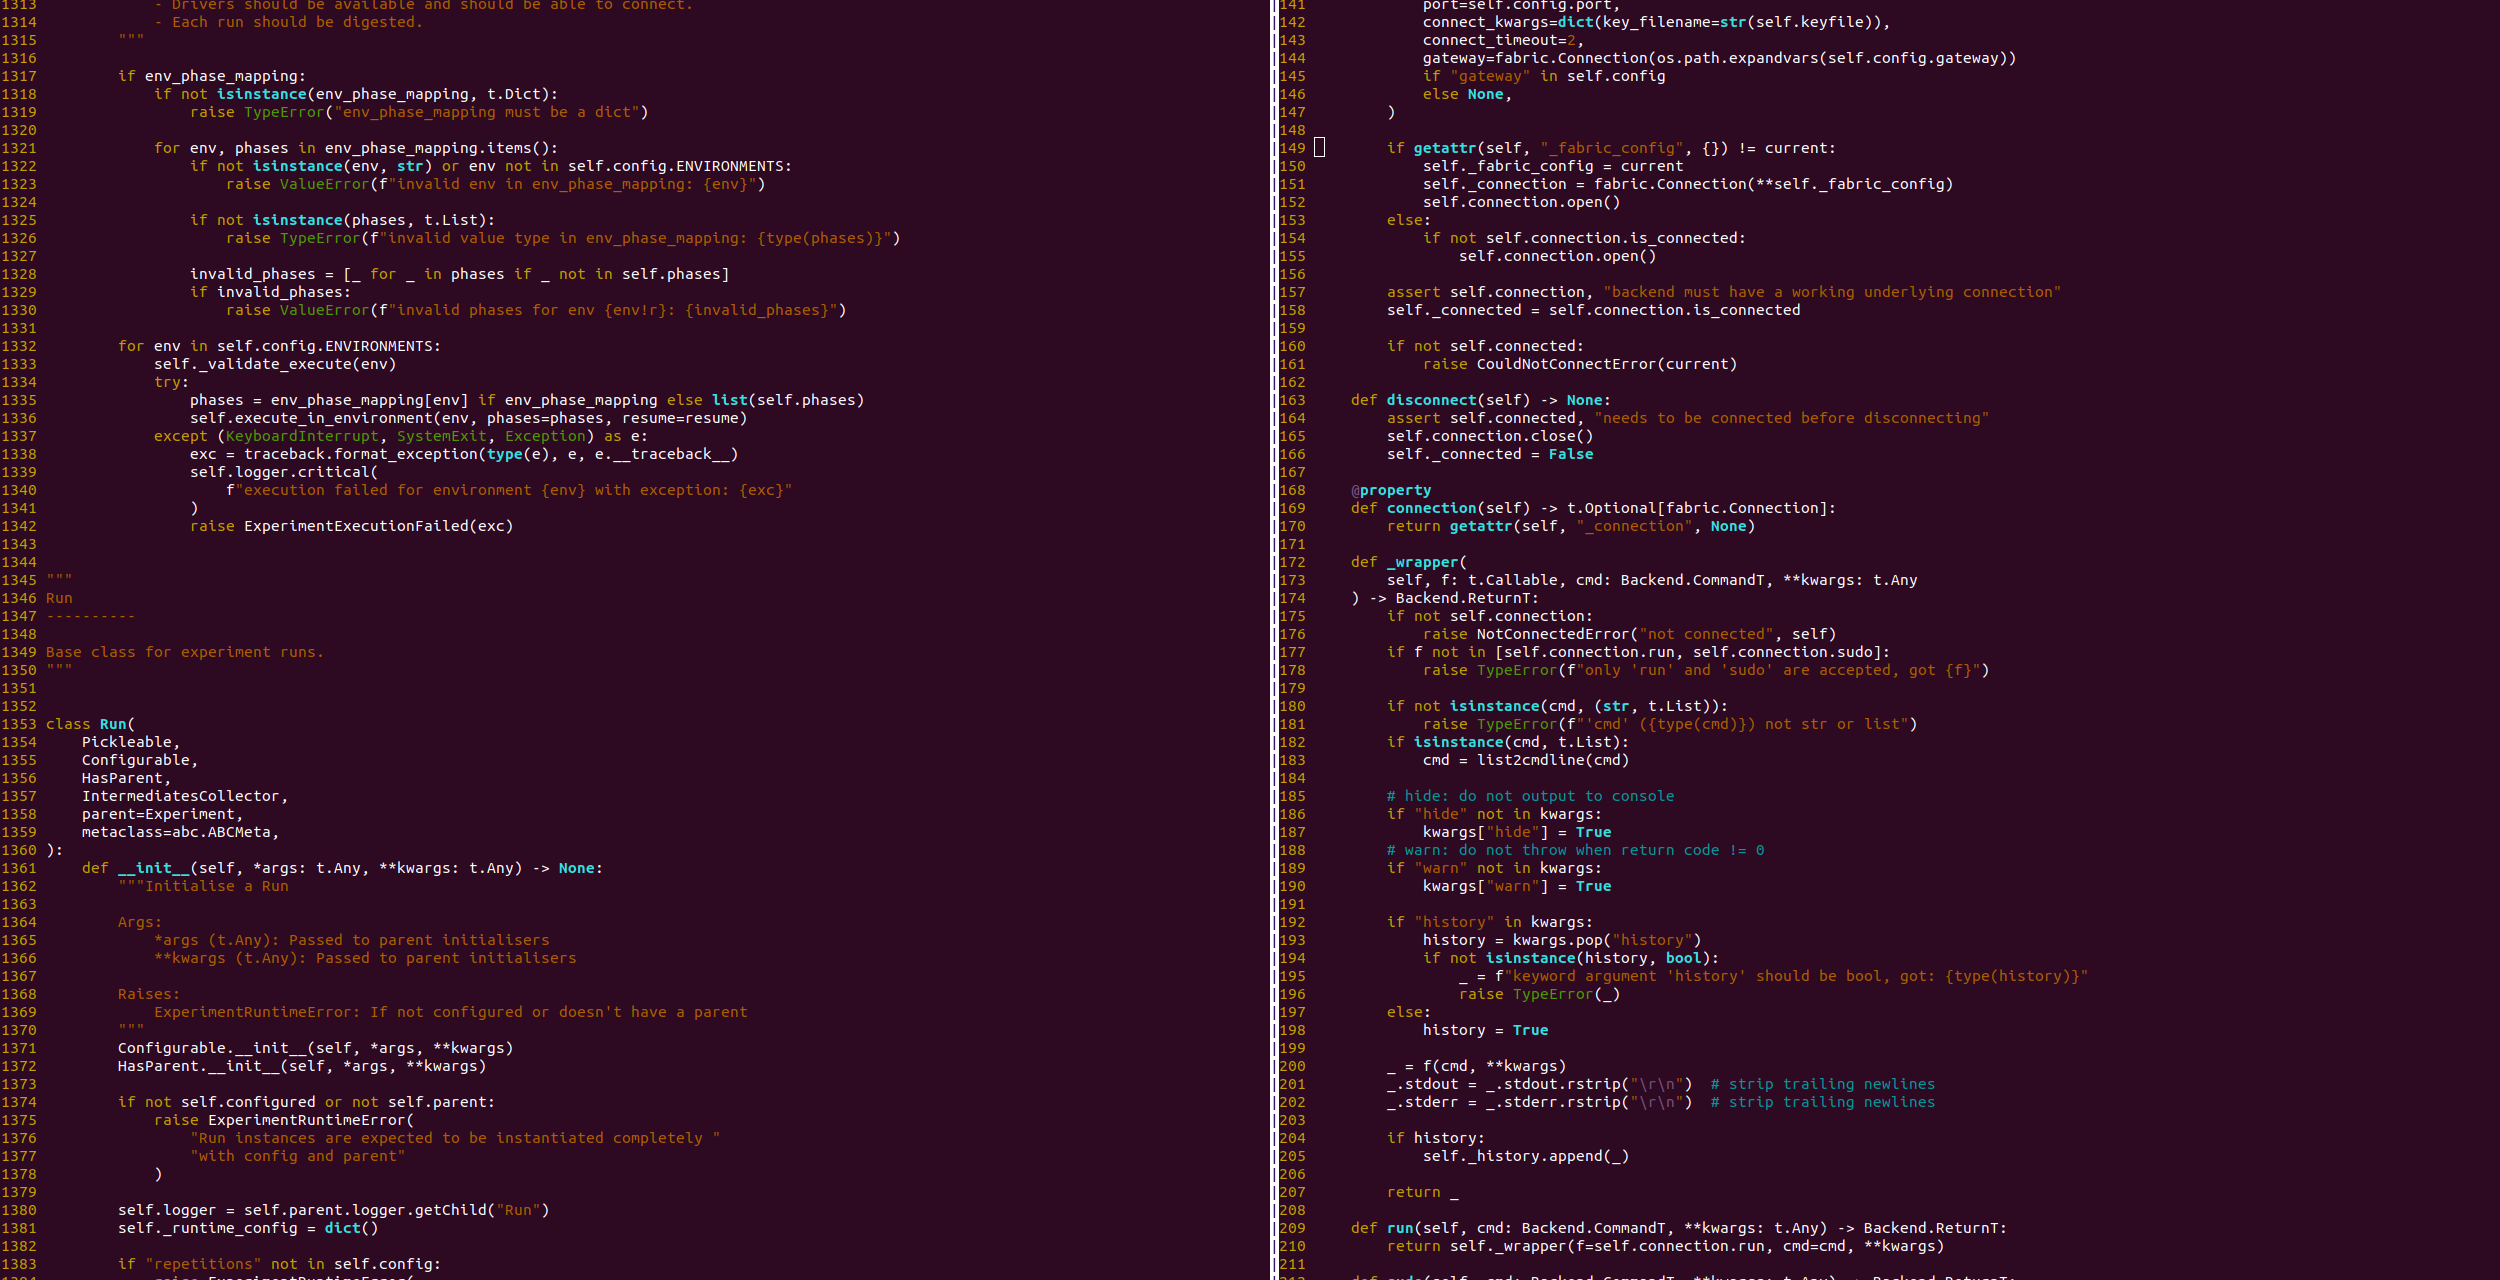 1313             - Drivers should be available and should be able to connect.
1314             - Each run should be digested.
1315         """
1316
1317         if env_phase_mapping:
1318             if not isinstance(env_phase_mapping, t.Dict):
1319                 raise TypeError("env_phase_mapping must be a dict")
1320
1321             for env, phases in env_phase_mapping.items():
1322                 if not isinstance(env, str) or env not in self.config.ENVIRONMENTS:
1323                     raise ValueError(f"invalid env in env_phase_mapping: {env}")
1324
1325                 if not isinstance(phases, t.List):
1326                     raise TypeError(f"invalid value type in env_phase_mapping: {type(phases)}")
1327
1328                 invalid_phases = [_ for _ in phases if _ not in self.phases]
1329                 if invalid_phases:
1330                     raise ValueError(f"invalid phases for env {env!r}: {invalid_phases}")
1331
1332         for env in self.config.ENVIRONMENTS:
1333             self._validate_execute(env)
1334             try:
1335                 phases = env_phase_mapping[env] if env_phase_mapping else list(self.phases)
1336                 self.execute_in_environment(env, phases=phases, resume=resume)
1337             except (KeyboardInterrupt, SystemExit, Exception) as e:
1338                 exc = traceback.format_exception(type(e), e, e.__traceback__)
1339                 self.logger.critical(
1340                     f"execution failed for environment {env} with exception: {exc}"
1341                 )
1342                 raise ExperimentExecutionFailed(exc)
1343
1344
1345 """
1346 Run
1347 ----------
1348
1349 Base class for experiment runs.
1350 """
1351
1352
1353 class Run(
1354     Pickleable,
1355     Configurable,
1356     HasParent,
1357     IntermediatesCollector,
1358     parent=Experiment,
1359     metaclass=abc.ABCMeta,
1360 ):
1361     def __init__(self, *args: t.Any, **kwargs: t.Any) -> None:
1362         """Initialise a Run
1363
1364         Args:
1365             *args (t.Any): Passed to parent initialisers
1366             **kwargs (t.Any): Passed to parent initialisers
1367
1368         Raises:
1369             ExperimentRuntimeError: If not configured or doesn't have a parent
1370         """
1371         Configurable.__init__(self, *args, **kwargs)
1372         HasParent.__init__(self, *args, **kwargs)
1373
1374         if not self.configured or not self.parent:
1375             raise ExperimentRuntimeError(
1376                 "Run instances are expected to be instantiated completely "
1377                 "with config and parent"
1378             )
1379
1380         self.logger = self.parent.logger.getChild("Run")
1381         self._runtime_config = dict()
1382
1383         if "repetitions" not in self.config:
1384             raise ExperimentRuntimeError(
141             port=self.config.port,
142             connect_kwargs=dict(key_filename=str(self.keyfile)),
143             connect_timeout=2,
144             gateway=fabric.Connection(os.path.expandvars(self.config.gateway))
145             if "gateway" in self.config
146             else None,
147         )
148
149         if getattr(self, "_fabric_config", {}) != current:
150             self._fabric_config = current
151             self._connection = fabric.Connection(**self._fabric_config)
152             self.connection.open()
153         else:
154             if not self.connection.is_connected:
155                 self.connection.open()
156
157         assert self.connection, "backend must have a working underlying connection"
158         self._connected = self.connection.is_connected
159
160         if not self.connected:
161             raise CouldNotConnectError(current)
162
163     def disconnect(self) -> None:
164         assert self.connected, "needs to be connected before disconnecting"
165         self.connection.close()
166         self._connected = False
167
168     @property
169     def connection(self) -> t.Optional[fabric.Connection]:
170         return getattr(self, "_connection", None)
171
172     def _wrapper(
173         self, f: t.Callable, cmd: Backend.CommandT, **kwargs: t.Any
174     ) -> Backend.ReturnT:
175         if not self.connection:
176             raise NotConnectedError("not connected", self)
177         if f not in [self.connection.run, self.connection.sudo]:
178             raise TypeError(f"only 'run' and 'sudo' are accepted, got {f}")
179
180         if not isinstance(cmd, (str, t.List)):
181             raise TypeError(f"'cmd' ({type(cmd)}) not str or list")
182         if isinstance(cmd, t.List):
183             cmd = list2cmdline(cmd)
184
185         # hide: do not output to console
186         if "hide" not in kwargs:
187             kwargs["hide"] = True
188         # warn: do not throw when return code != 0
189         if "warn" not in kwargs:
190             kwargs["warn"] = True
191
192         if "history" in kwargs:
193             history = kwargs.pop("history")
194             if not isinstance(history, bool):
195                 _ = f"keyword argument 'history' should be bool, got: {type(history)}"
196                 raise TypeError(_)
197         else:
198             history = True
199
200         _ = f(cmd, **kwargs)
201         _.stdout = _.stdout.rstrip("\r\n")  # strip trailing newlines
202         _.stderr = _.stderr.rstrip("\r\n")  # strip trailing newlines
203
204         if history:
205             self._history.append(_)
206
207         return _
208
209     def run(self, cmd: Backend.CommandT, **kwargs: t.Any) -> Backend.ReturnT:
210         return self._wrapper(f=self.connection.run, cmd=cmd, **kwargs)
211
212     def sudo(self, cmd: Backend.CommandT, **kwargs: t.Any) -> Backend.ReturnT: